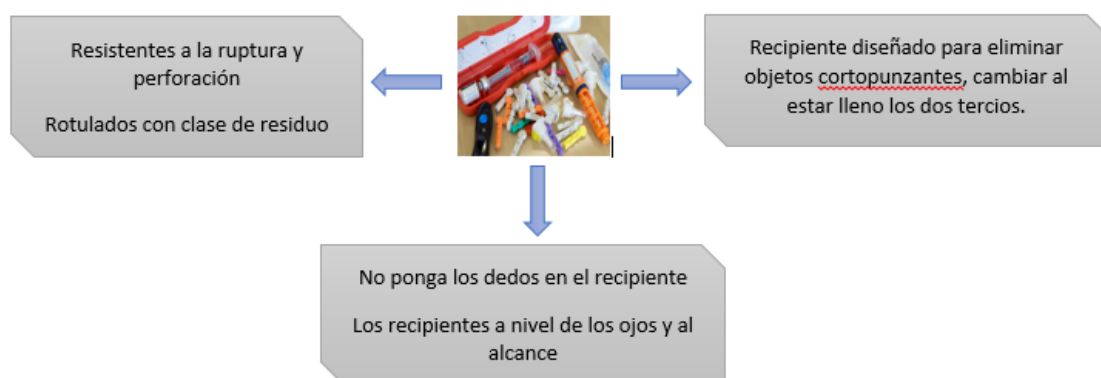 Resistentes a la ruptura y
perforación
Rotulados con clase de residuo
Recipiente diseñado para eliminar
objetos cortopunzantes, cambiar al
estar lleno los dos tercios.
No ponga los dedos en el recipiente
Los recipientes a nivel de los ojos y al
alcance